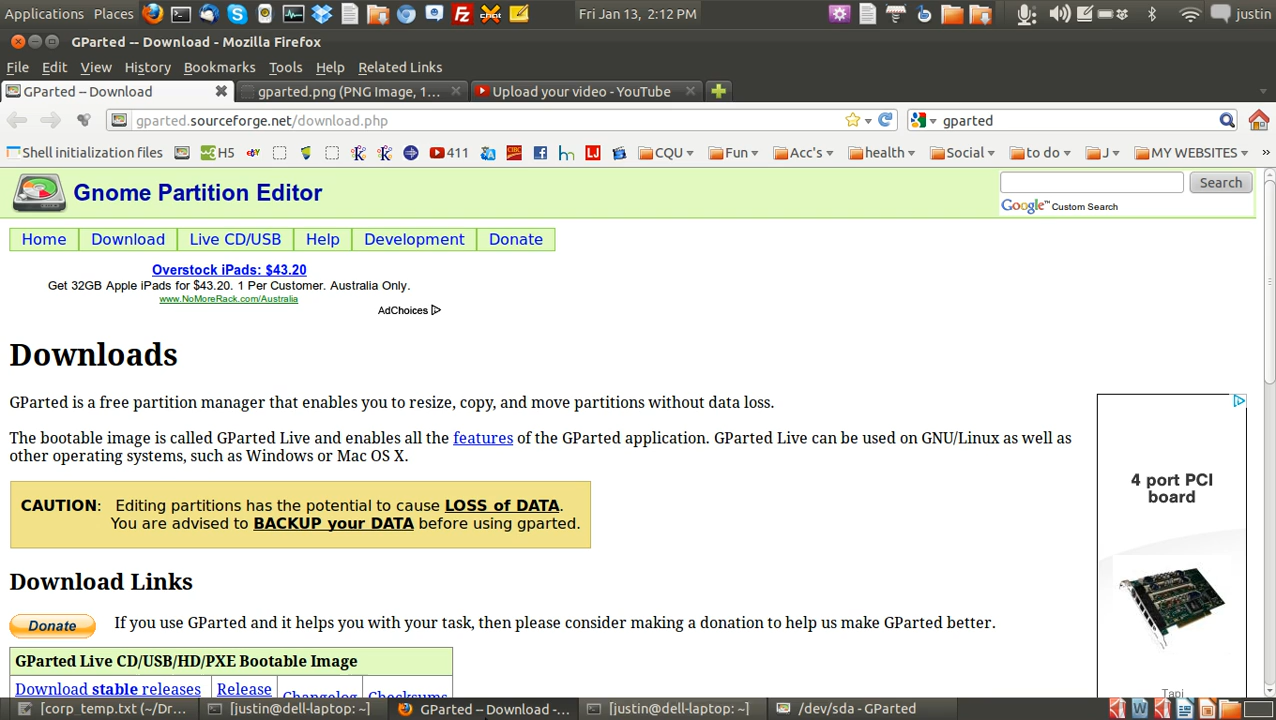 Applications Places Fri Jan 13, 2:12 PM justin
GParted -- Download - Mozilla Firefox
File Edit View History Bookmarks Tools Help Related Links
GParted -- Download gparted.png (PNG Image, 1... Upload your video - YouTube
gparted.sourceforge.net/download.php gparted
Shell initialization files H5 411 CQU Fun Acc's health Social to do J MY WEBSITES »
Gnome Partition Editor Search
Google™ Custom Search
Home Download Live CD/USB Help Development Donate
Overstock iPads: $43.20
Get 32GB Apple iPads for $43.20. 1 Per Customer. Australia Only.
www.NoMoreRack.com/Australia
AdChoices
Downloads
GParted is a free partition manager that enables you to resize, copy, and move partitions without data loss.
The bootable image is called GParted Live and enables all the features of the GParted application. GParted Live can be used on GNU/Linux as well as
other operating systems, such as Windows or Mac OS X.
CAUTION: Editing partitions has the potential to cause LOSS of DATA.
You are advised to BACKUP your DATA before using gparted.
4 port PCI
board
Tapi
Download Links
Donate If you use GParted and it helps you with your task, then please consider making a donation to help us make GParted better.
GParted Live CD/USB/HD/PXE Bootable Image
Download stable releases Release Changelog Checksums
[corp_temp.txt (~/Dr... [justin@dell-laptop: ~] GParted -- Download -... [justin@dell-laptop: ~] /dev/sda - GParted